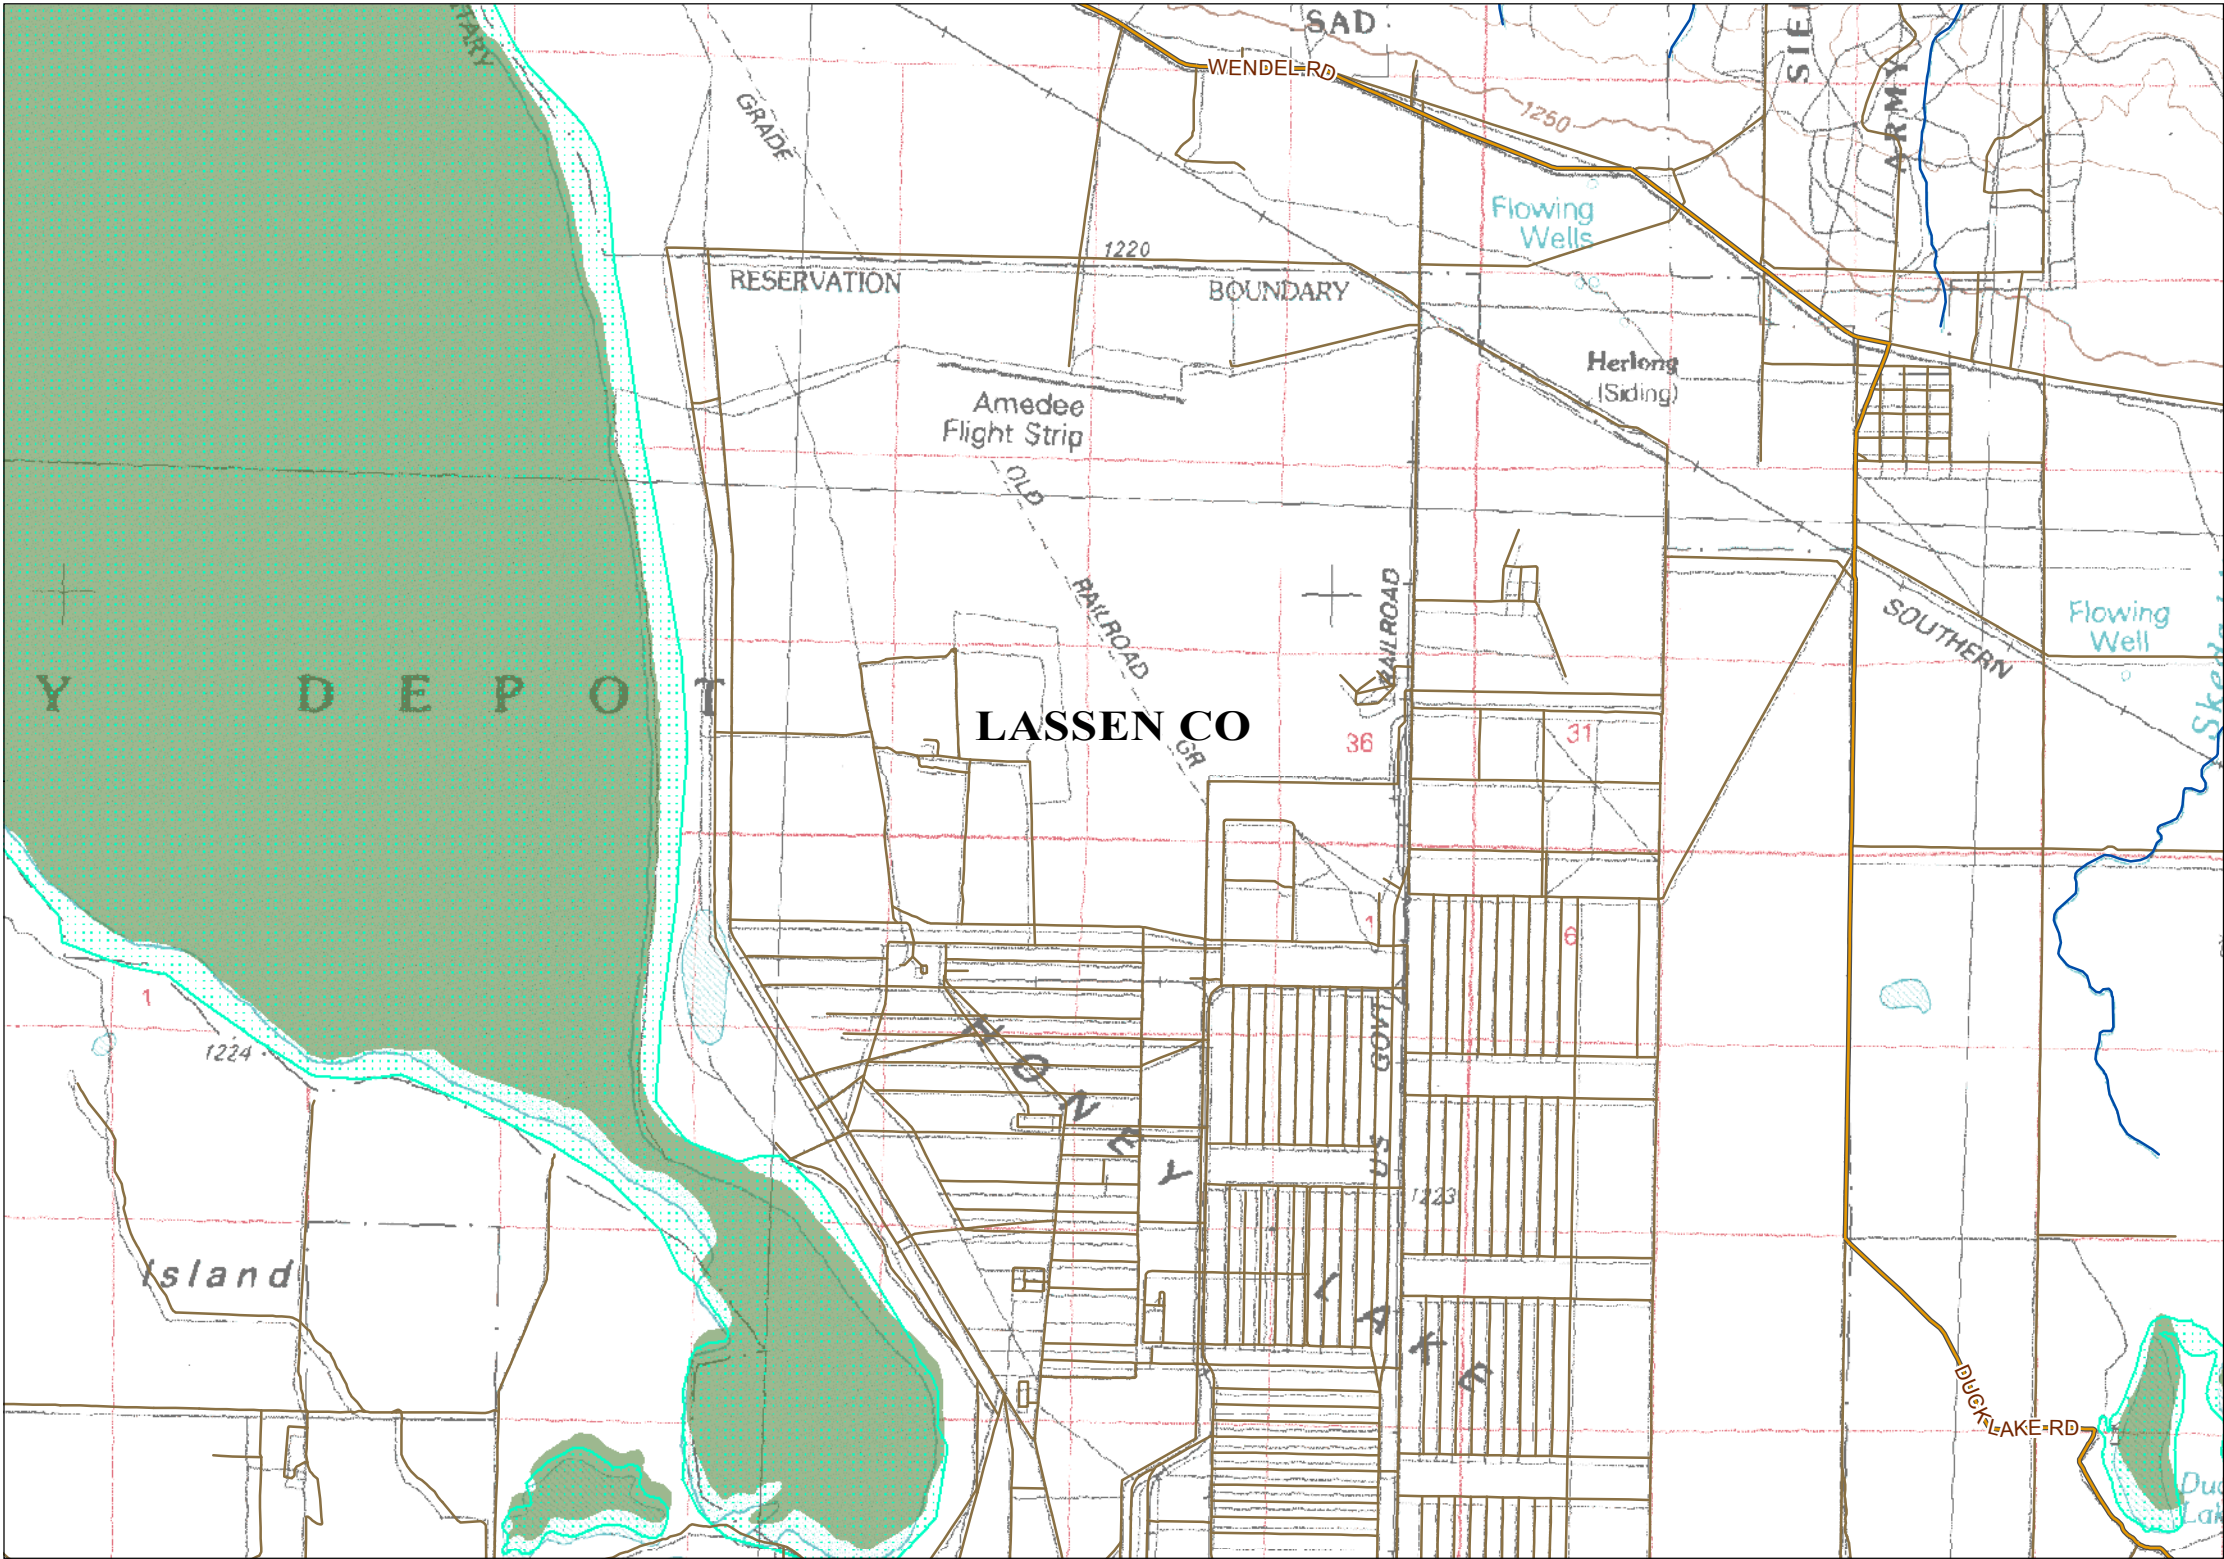 SAD
WENDEL RD
GRADE
1250
ARMY
Flowing
Wells
1220
RESERVATION
BOUNDARY
Herlong
(Siding)
Amedee
Flight Strip
OLD
RAILROAD
GR
RAILROAD
SOUTHERN
Flowing
Well
Y DEPOT
LASSEN CO
36
31
1
6
1
1224
HONEY
US GOVT
1223
Island
LAKE
DUCK LAKE RD